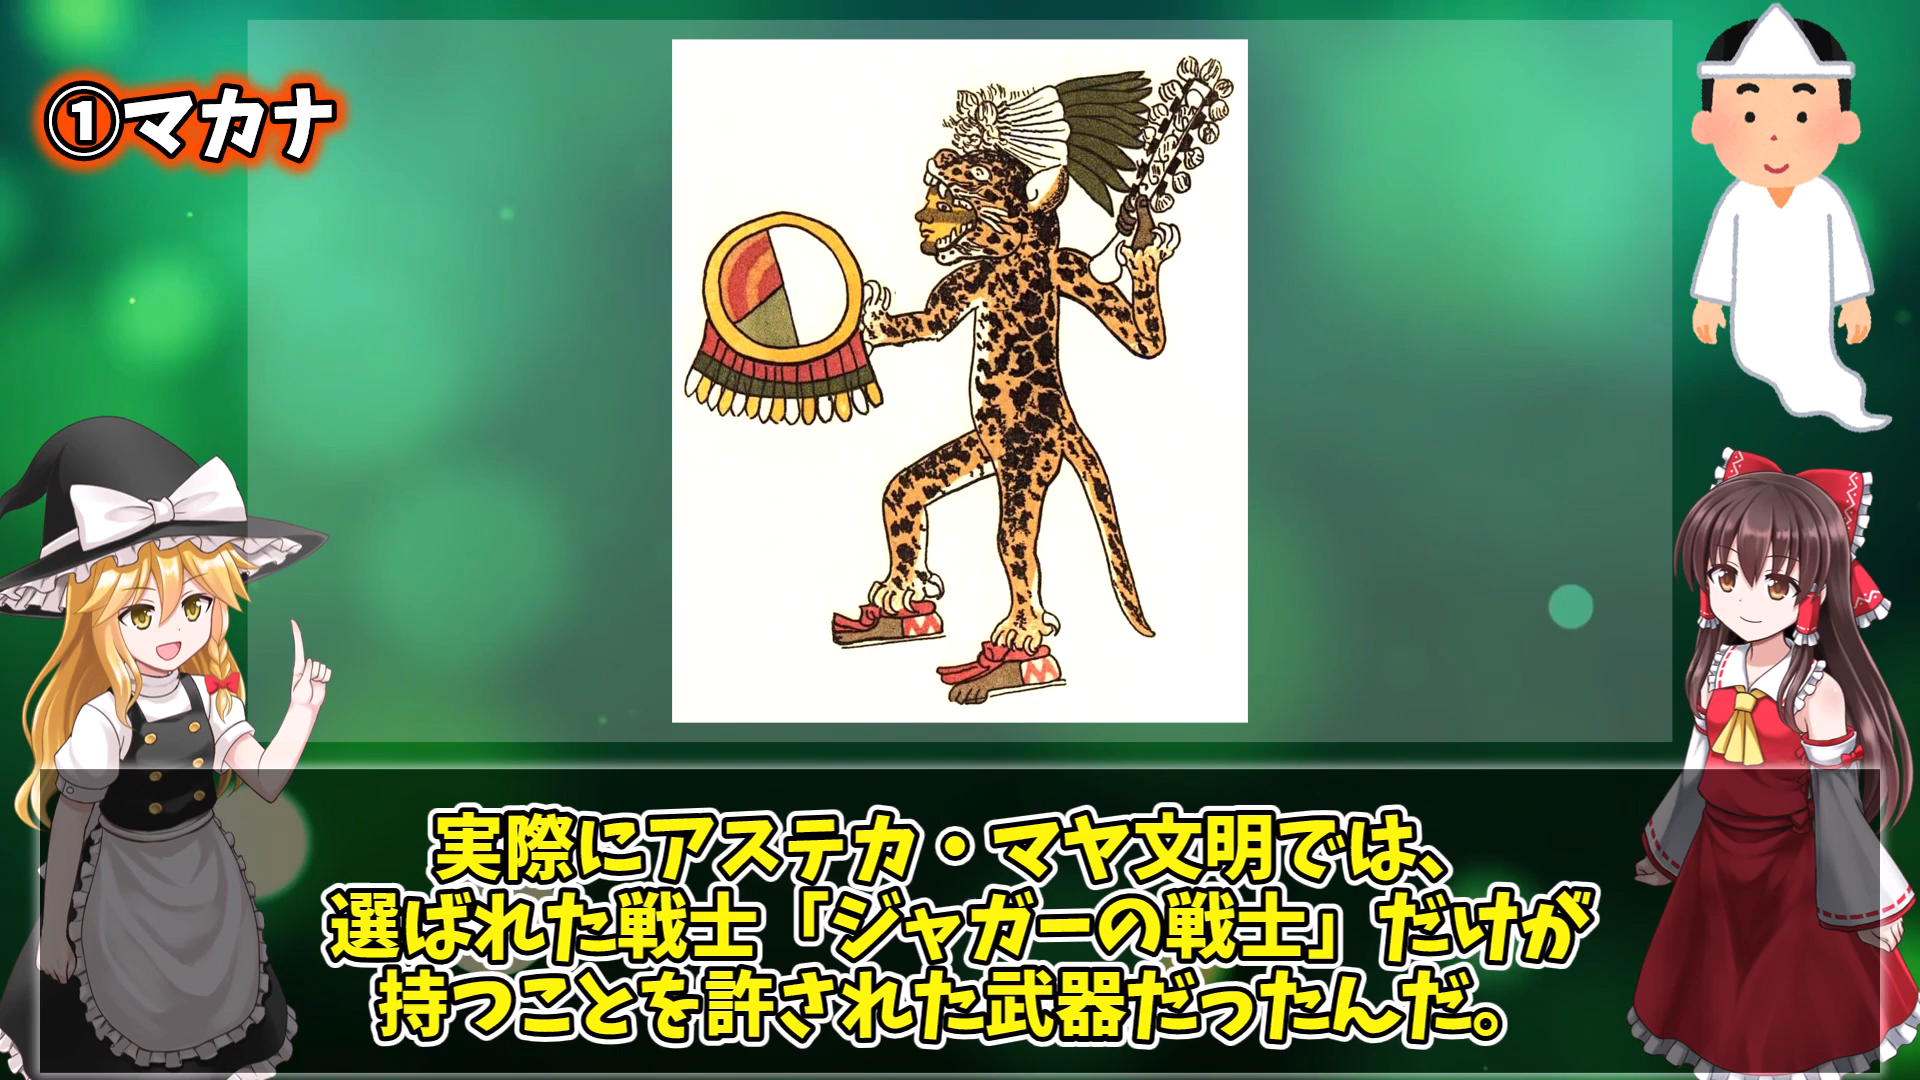 ①マカナ
実際にアステカ・マヤ文明では、
選ばれた戦士「ジャガーの戦士」だけが
持つことを許された武器だったんだ。